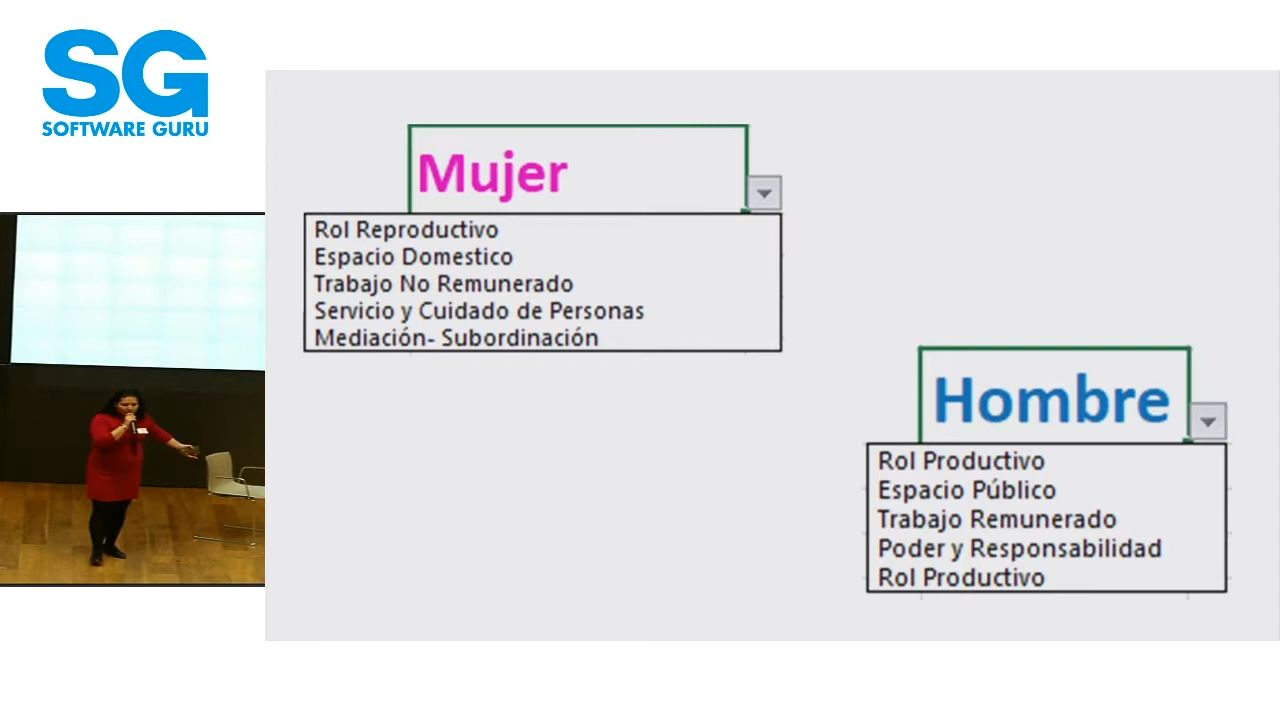 SG
SOFTWARE GURU
Mujer
Rol Reproductivo
Espacio Domestico
Trabajo No Remunerado
Servicio y Cuidado de Personas
Mediación- Subordinación
Hombre
Rol Productivo
Espacio Público
Trabajo Remunerado
Poder y Responsabilidad
Rol Productivo